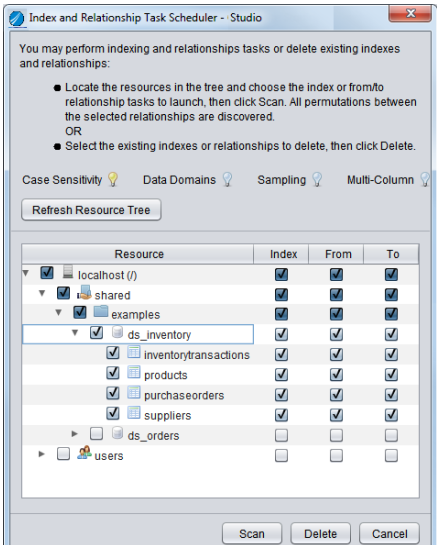 Index and Relationship Task Scheduler - Studio
You may perform indexing and relationships tasks or delete existing indexes
and relationships:
● Locate the resources in the tree and choose the index or from/to
relationship tasks to launch, then click Scan. All permutations between
the selected relationships are discovered.
OR
● Select the existing indexes or relationships to delete, then click Delete.
Case Sensitivity Data Domains Sampling Multi-Column
Refresh Resource Tree
Resource Index From To
localhost (/)
shared
examples
ds_inventory
inventorytransactions
products
purchaseorders
suppliers
ds_orders
users
Scan Delete Cancel